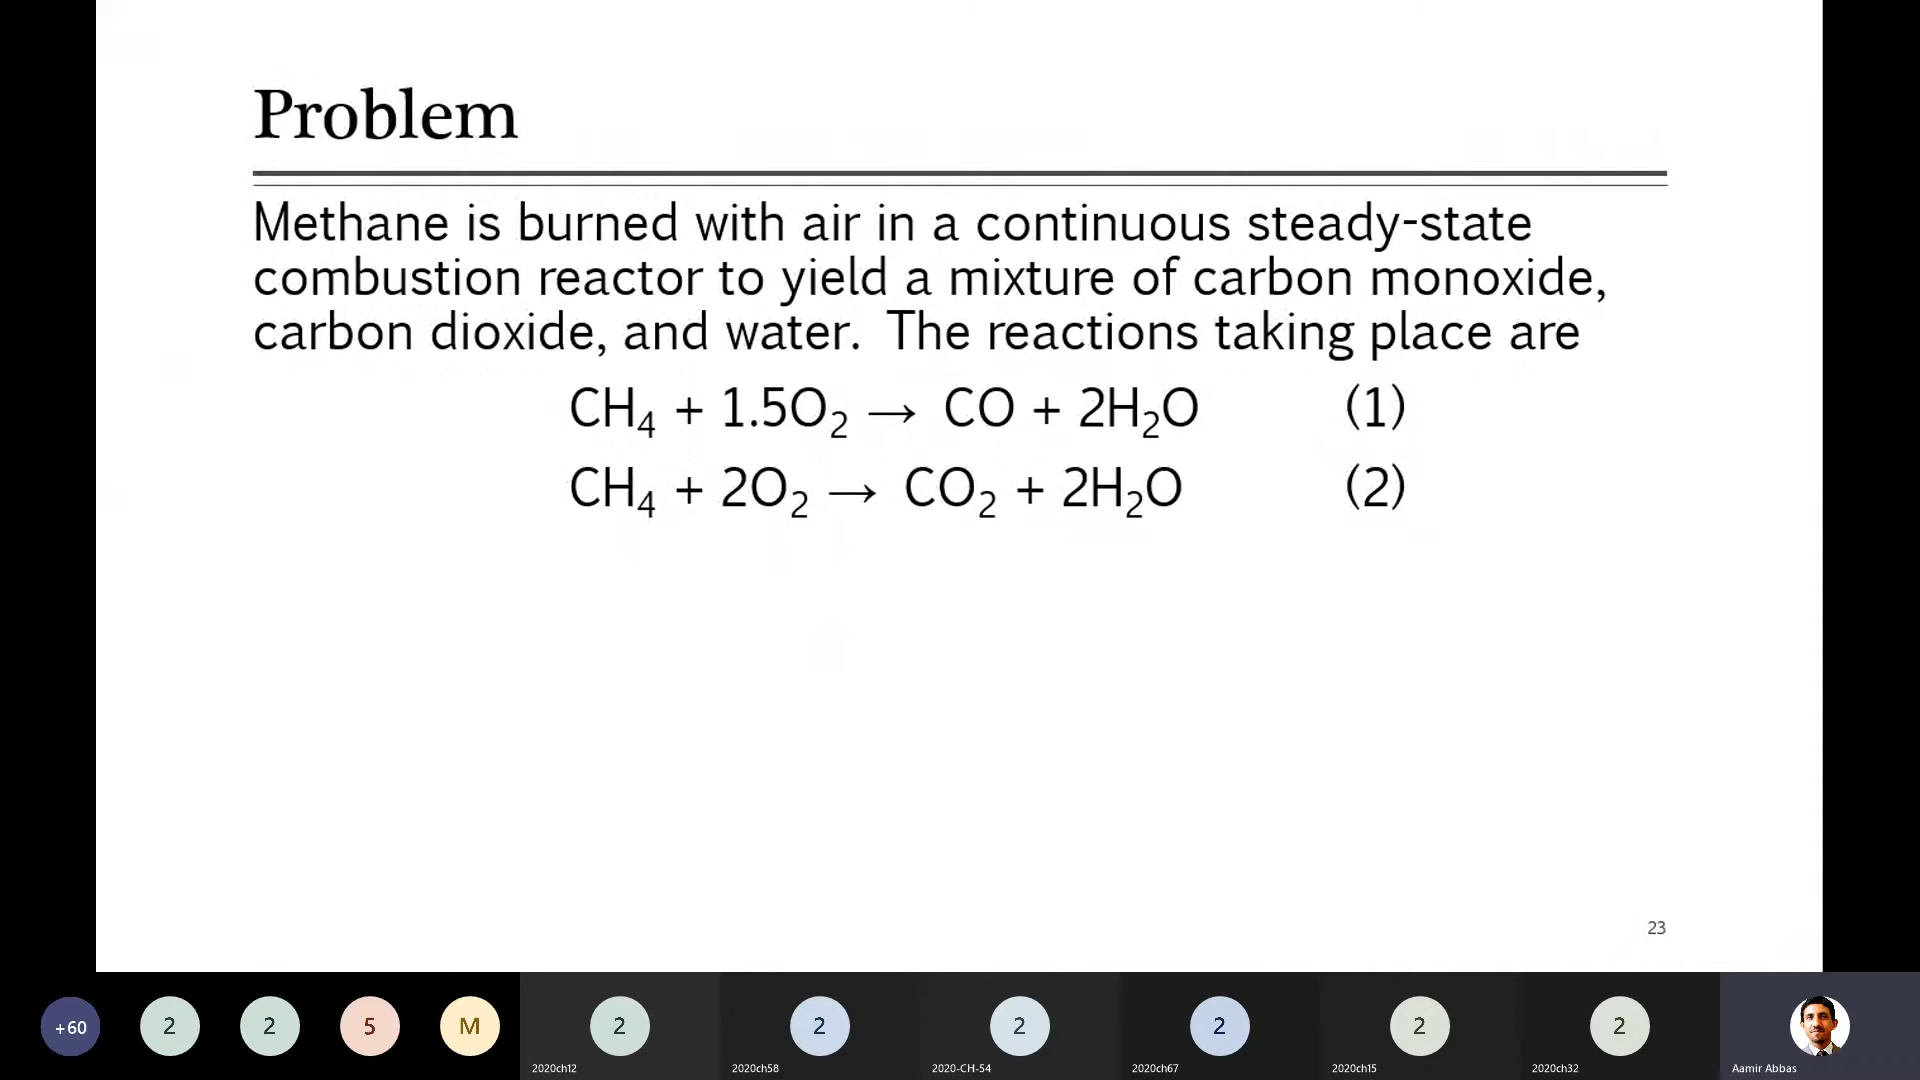 Problem
Methane is burned with air in a continuous steady-state
combustion reactor to yield a mixture of carbon monoxide,
carbon dioxide, and water. The reactions taking place are
CH₄ + 1.5O₂ → CO + 2H₂O (1)
CH₄ + 2O₂ → CO₂ + 2H₂O (2)
23
+60 2 2 5 M 2 2 2 2 2 2
2020ch12 2020ch58 2020-CH-54 2020ch67 2020ch15 2020ch32 Aamir Abbas